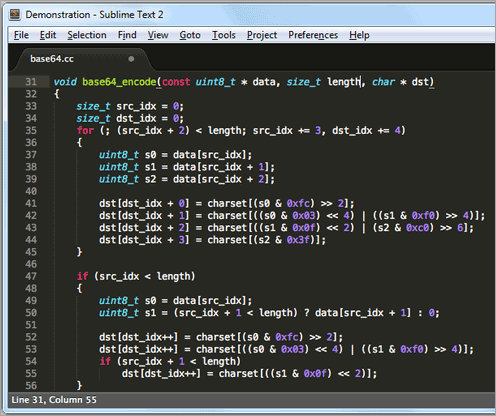 Demonstration - Sublime Text 2
File Edit Selection Find View Goto Tools Project Preferences Help
base64.cc
31 void base64_encode(const uint8_t * data, size_t length, char * dst)
32 {
33     size_t src_idx = 0;
34     size_t dst_idx = 0;
35     for (; (src_idx + 2) < length; src_idx += 3, dst_idx += 4)
36     {
37         uint8_t s0 = data[src_idx];
38         uint8_t s1 = data[src_idx + 1];
39         uint8_t s2 = data[src_idx + 2];
40
41         dst[dst_idx + 0] = charset[(s0 & 0xfc) >> 2];
42         dst[dst_idx + 1] = charset[((s0 & 0x03) << 4) | ((s1 & 0xf0) >> 4)];
43         dst[dst_idx + 2] = charset[((s1 & 0x0f) << 2) | (s2 & 0xc0) >> 6];
44         dst[dst_idx + 3] = charset[(s2 & 0x3f)];
45     }
46
47     if (src_idx < length)
48     {
49         uint8_t s0 = data[src_idx];
50         uint8_t s1 = (src_idx + 1 < length) ? data[src_idx + 1] : 0;
51
52         dst[dst_idx++] = charset[(s0 & 0xfc) >> 2];
53         dst[dst_idx++] = charset[((s0 & 0x03) << 4) | ((s1 & 0xf0) >> 4)];
54         if (src_idx + 1 < length)
55             dst[dst_idx++] = charset[((s1 & 0x0f) << 2)];
56     }
Line 31, Column 55